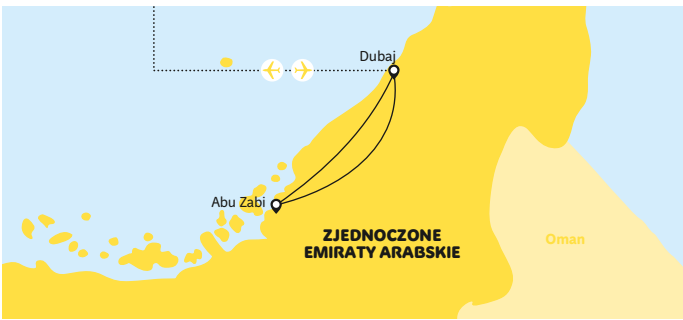 Dubaj
Abu Zabi
ZJEDNOCZONE
EMIRATY ARABSKIE
Oman